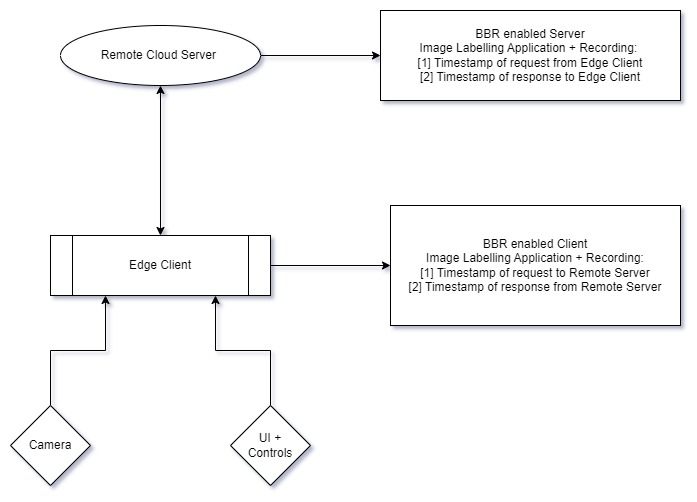 Remote Cloud Server
BBR enabled Server
Image Labelling Application + Recording:
[1] Timestamp of request from Edge Client
[2] Timestamp of response to Edge Client
Edge Client
BBR enabled Client
Image Labelling Application + Recording:
[1] Timestamp of request to Remote Server
[2] Timestamp of response from Remote Server
Camera
UI +
Controls